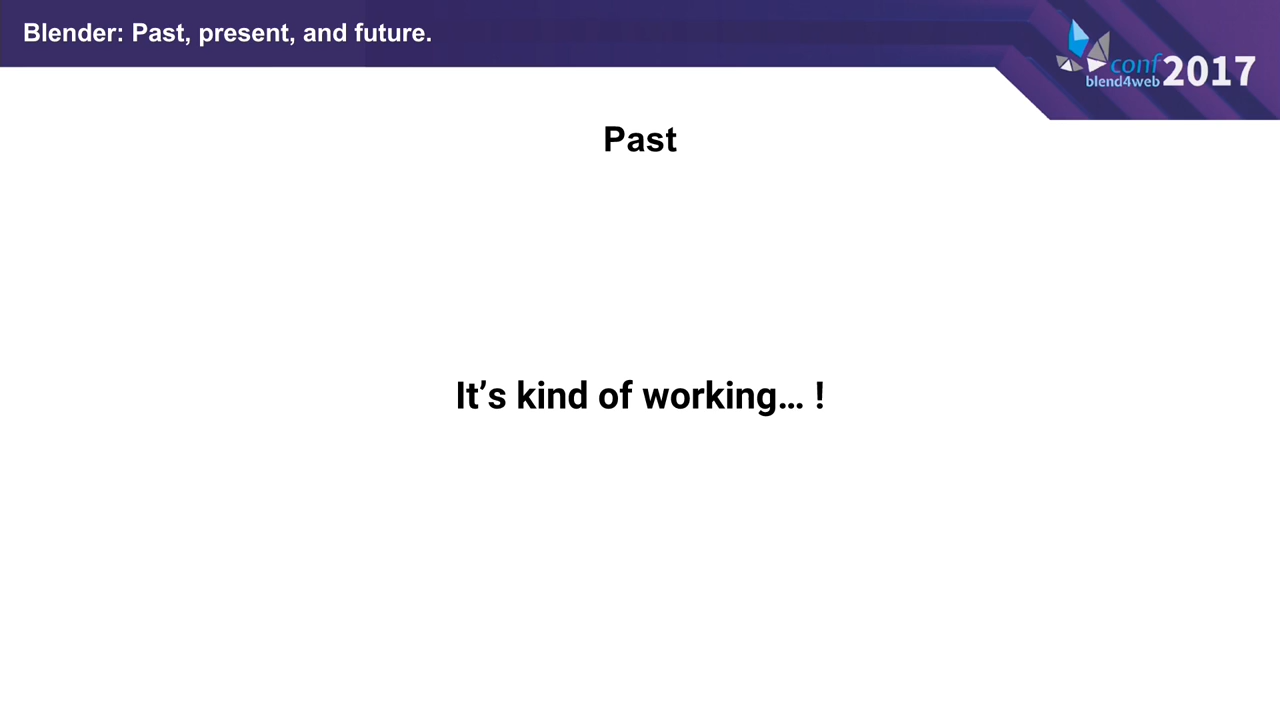 Blender: Past, present, and future.
conf
blend4web 2017
Past
It’s kind of working… !